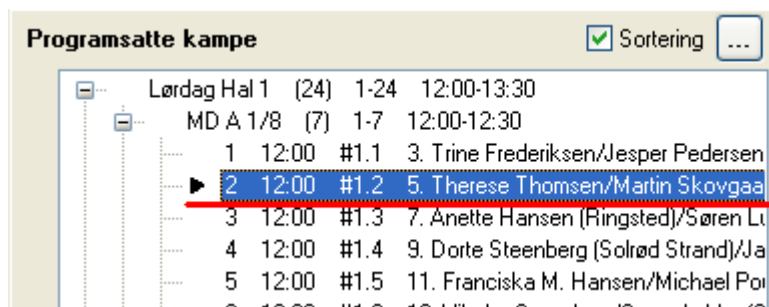 Programsatte kampe Sortering ...
Lørdag Hal 1 (24) 1-24 12:00-13:30
MD A 1/8 (7) 1-7 12:00-12:30
1 12:00 #1.1 3. Trine Frederiksen/Jesper Pedersen
2 12:00 #1.2 5. Therese Thomsen/Martin Skovgaa
3 12:00 #1.3 7. Anette Hansen (Ringsted)/Søren Lu
4 12:00 #1.4 9. Dorte Steenberg (Solrød Strand)/Ja
5 12:00 #1.5 11. Franciska M. Hansen/Michael Pou